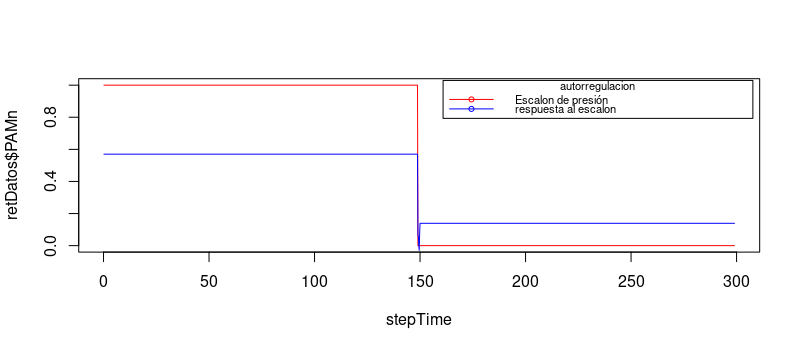 autorregulacion
Escalon de presión
respuesta al escalon
retDatos$PAMn
0.8
0.4
0.0
0 50 100 150 200 250 300
stepTime